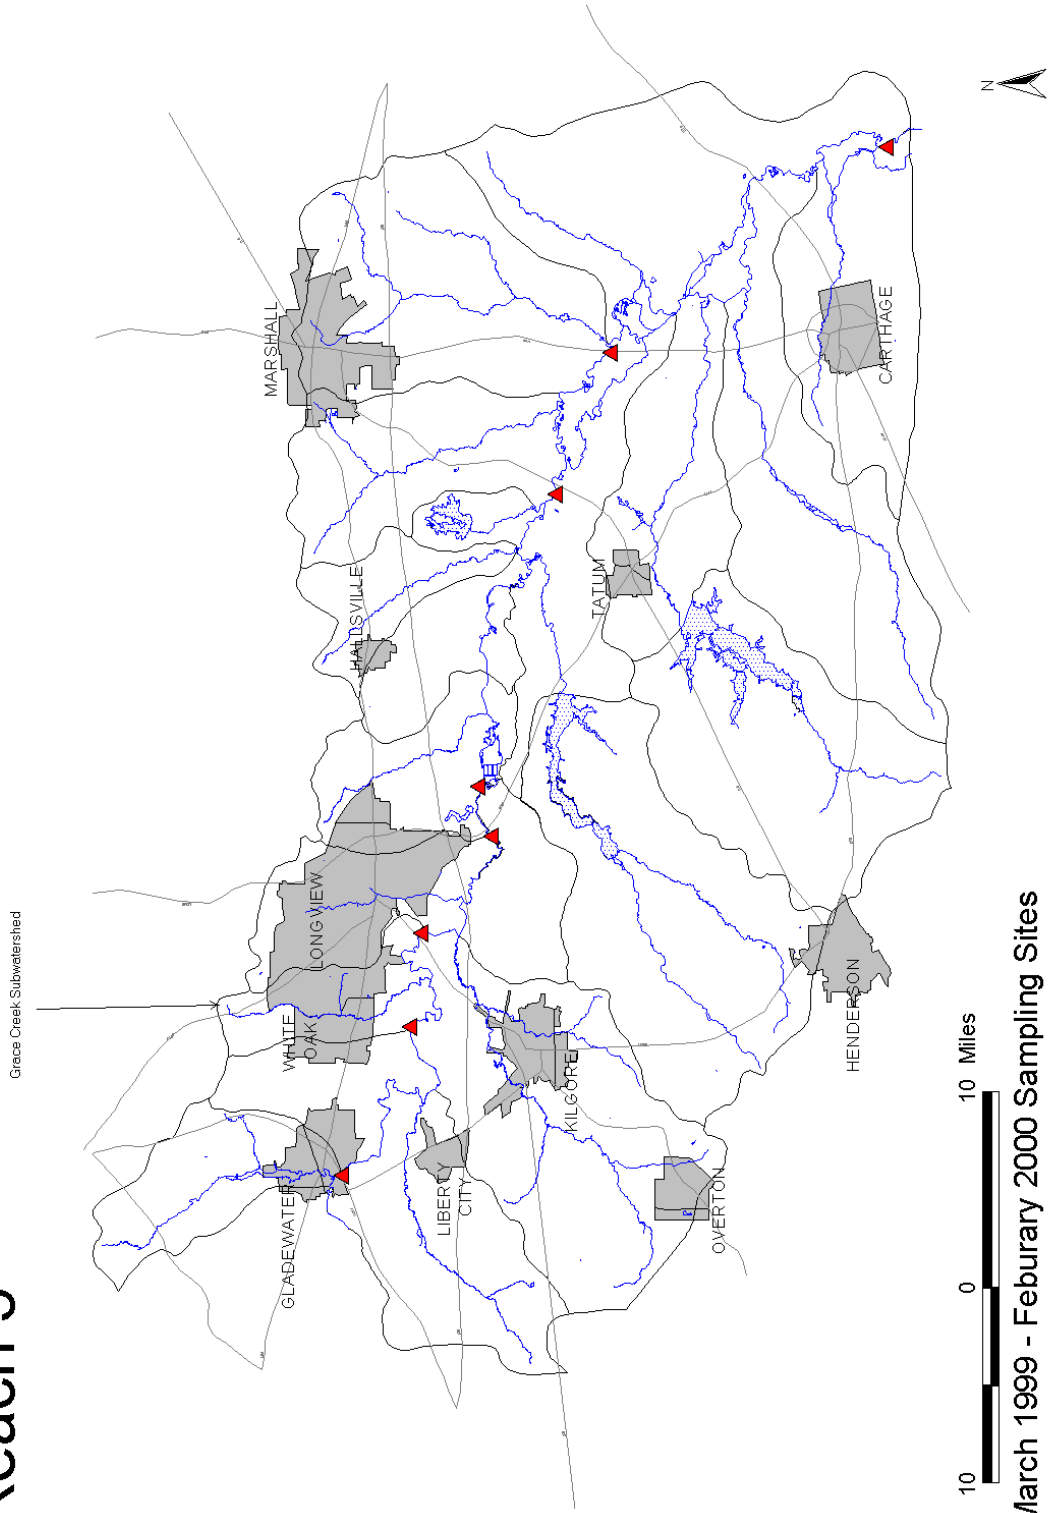 Reach 5
Grace Creek Subwatershed
N
MARSHALL
HALLSVILLE
LONGVIEW
WHITE
OAK
GLADEWATER
LIBERY
CITY
KILGORE
OVERTON
HENDERSON
TATUM
CARTHAGE
10 0 10 Miles
March 1999 - Feburary 2000 Sampling Sites